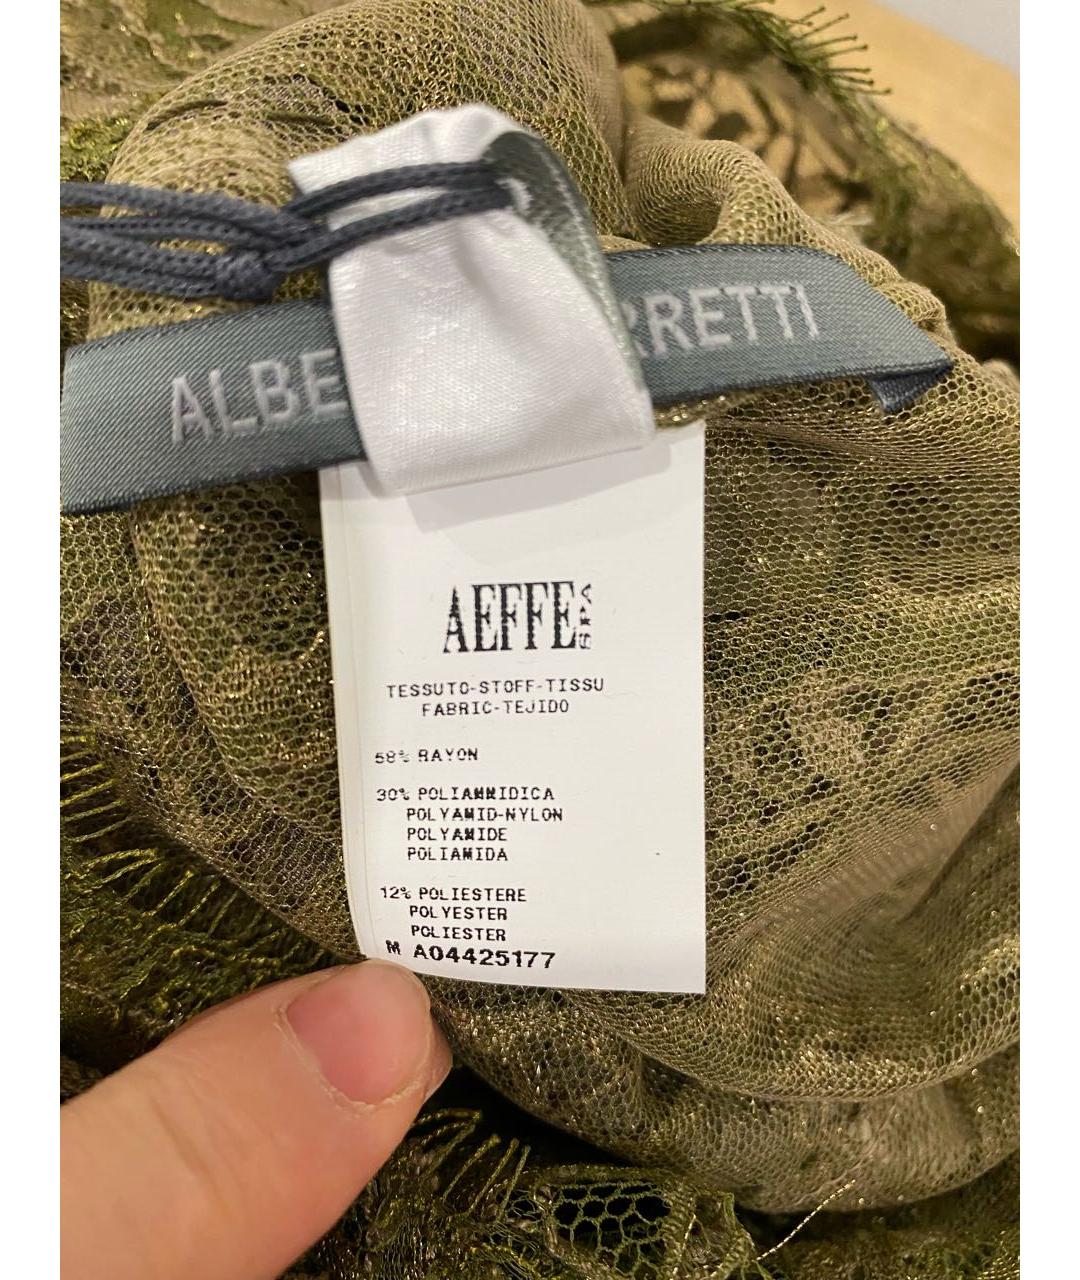 ALBE RRETTI
AEFFE SPA
TESSUTO-STOFF-TISSU
FABRIC-TEJIDO
58% RAYON
30% POLIAMMIDICA
POLYAMID-NYLON
POLYAMIDE
POLIAMIDA
12% POLIESTERE
POLYESTER
POLIESTER
M A04425177